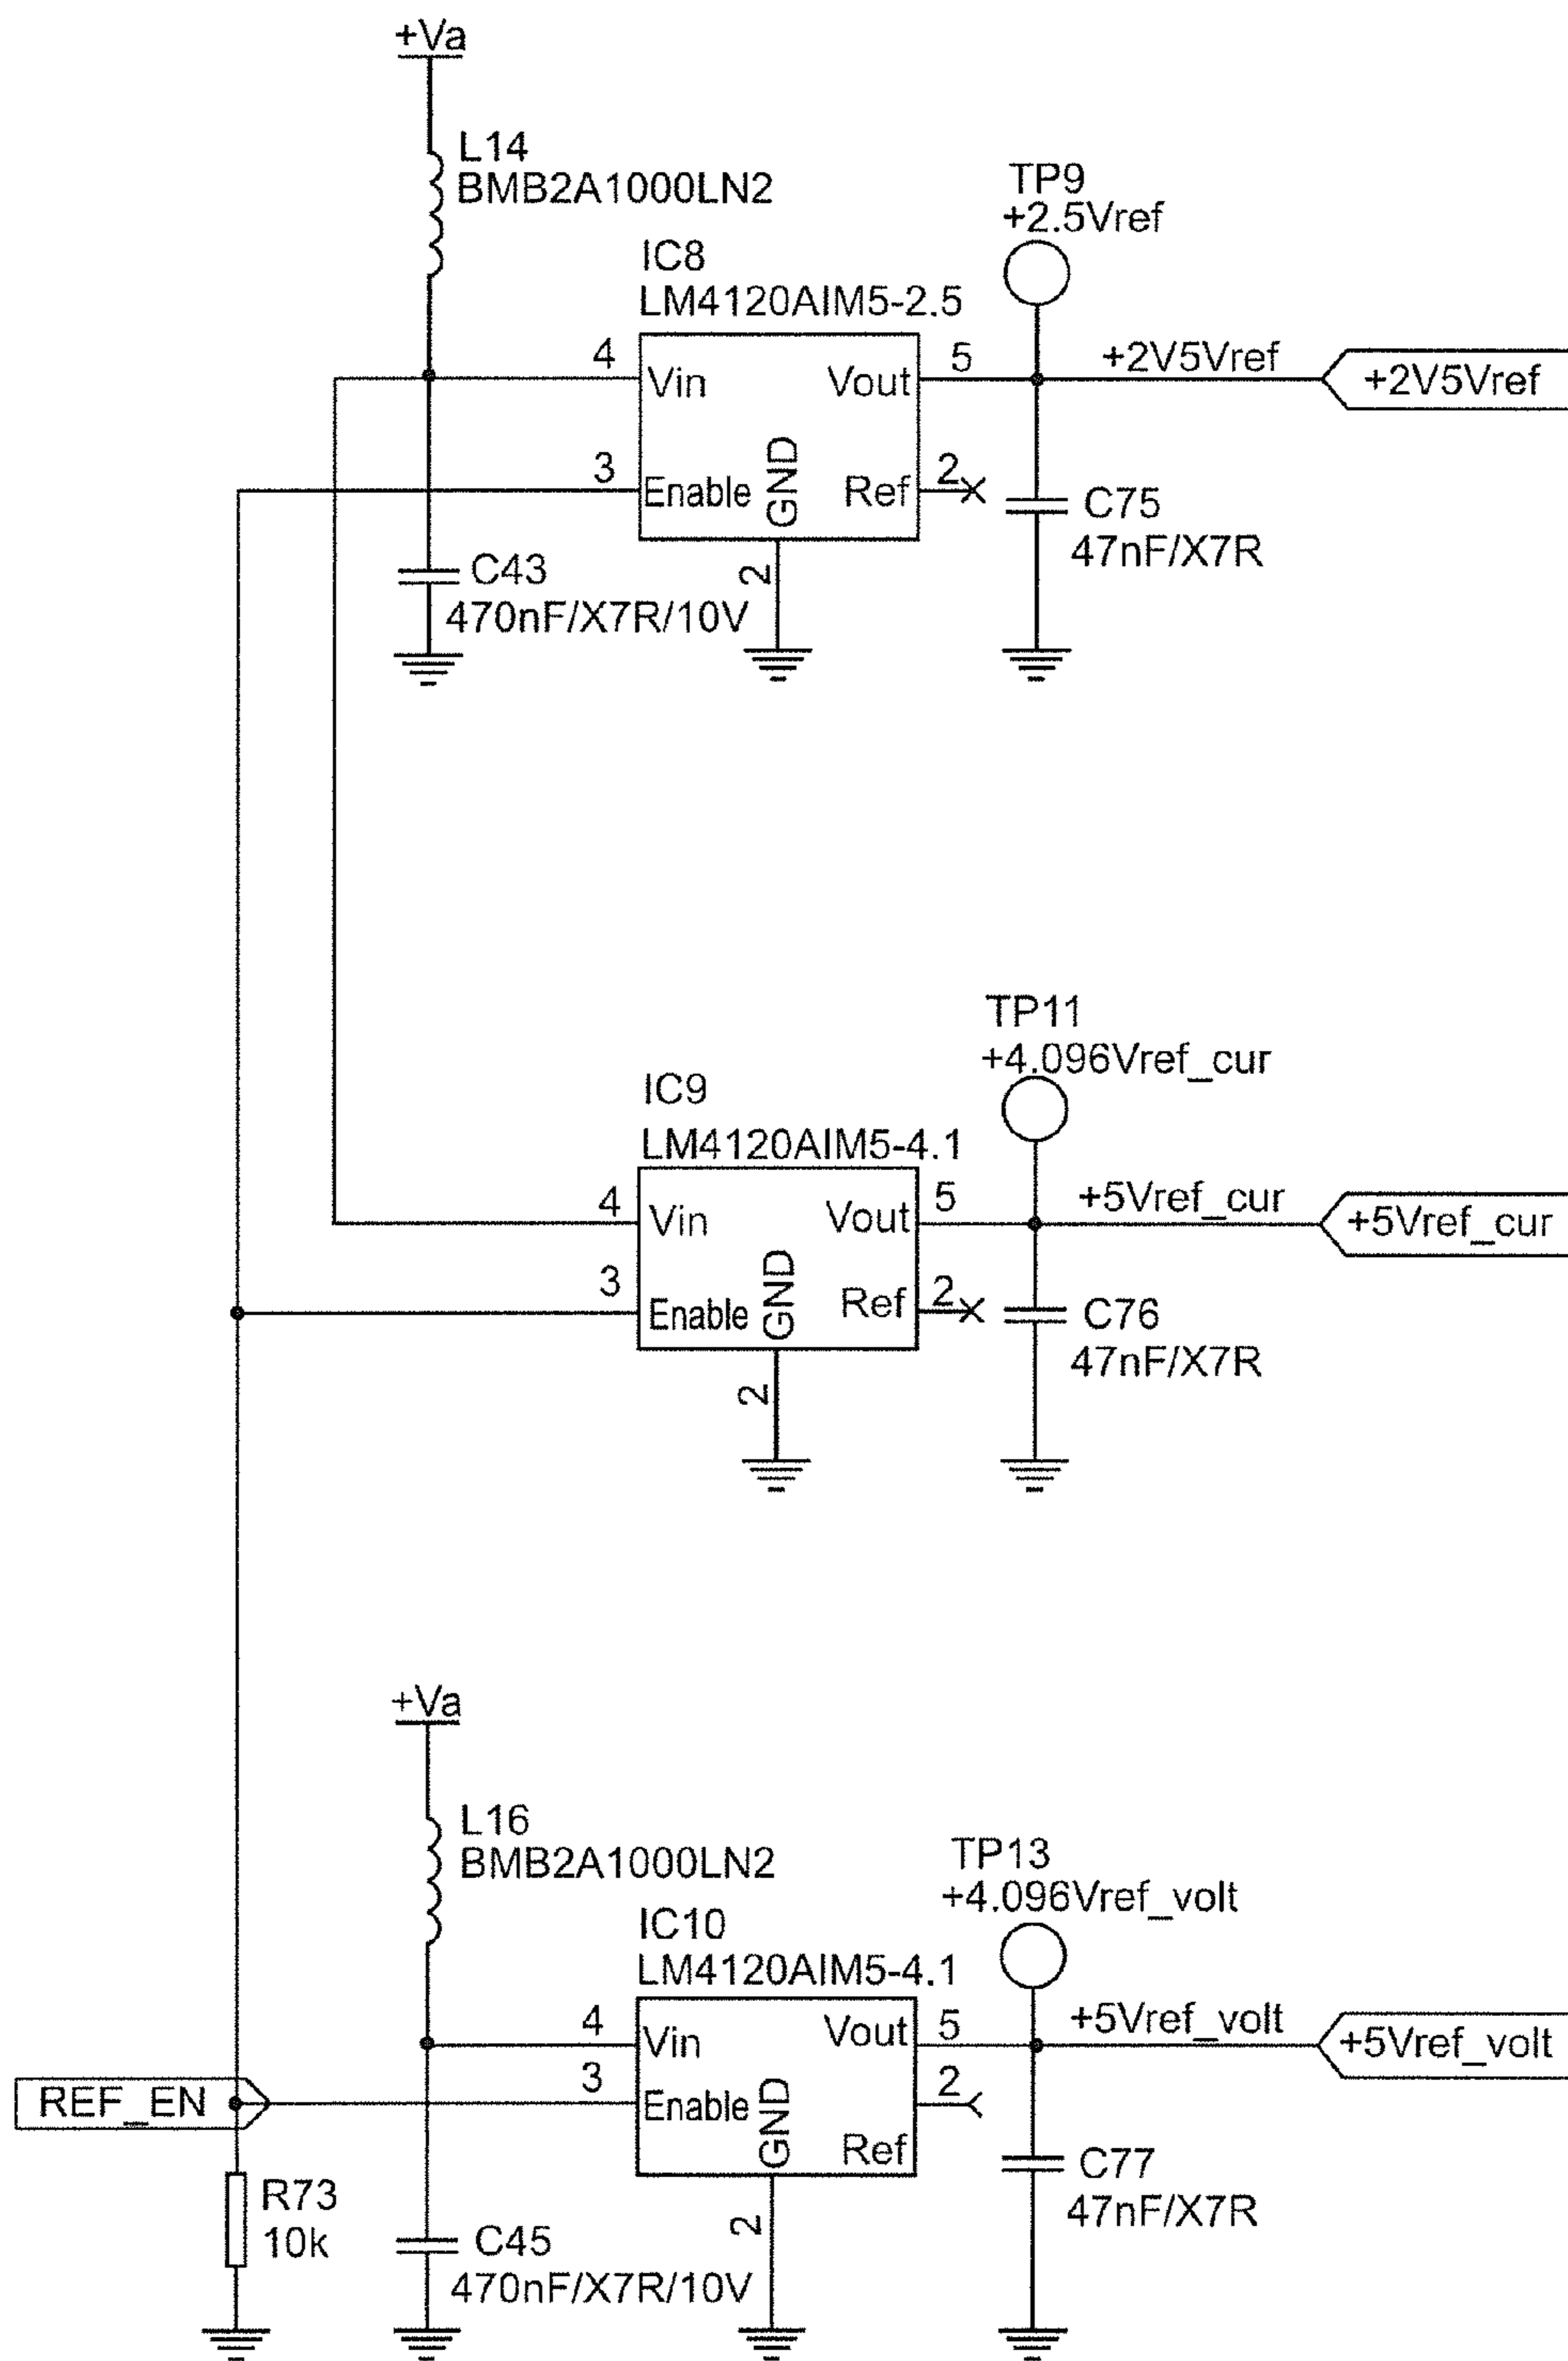 +Va
L14
BMB2A1000LN2
TP9
+2.5Vref
IC8
LM4120AIM5-2.5
4
Vin
Vout
5
+2V5Vref
+2V5Vref
3
Enable
GND
Ref
2
C75
47nF/X7R
C43
470nF/X7R/10V
2
TP11
+4.096Vref_cur
IC9
LM4120AIM5-4.1
4
Vin
Vout
5
+5Vref_cur
+5Vref_cur
3
Enable
GND
Ref
2
C76
47nF/X7R
2
+Va
L16
BMB2A1000LN2
TP13
+4.096Vref_volt
IC10
LM4120AIM5-4.1
4
Vin
Vout
5
+5Vref_volt
+5Vref_volt
REF_EN
3
Enable
GND
2
Ref
C77
47nF/X7R
R73
10k
C45
470nF/X7R/10V
2